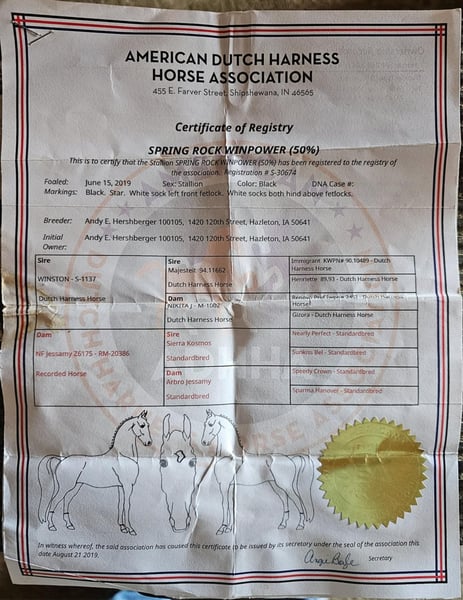 AMERICAN DUTCH HARNESS
HORSE ASSOCIATION
455 E. Farver Street, Shipshewana, IN 46565
Certificate of Registry
SPRING ROCK WINPOWER (50%)
This is to certify that the Stallion SPRING ROCK WINPOWER (50%) has been registered to the registry of
the association. Registration # S-30674
Foaled: June 15, 2019 Sex: Stallion Color: Black DNA Case #:
Markings: Black. Star. White sock left front fetlock. White socks both hind above fetlocks.
Breeder: Andy E. Hershberger 100105, 1420 120th Street, Hazleton, IA 50641
Initial Owner: Andy E. Hershberger 100105, 1420 120th Street, Hazleton, IA 50641
Sire
WINSTON - S-1137
Dutch Harness Horse
Sire
Majesteit 94.11662
Dutch Harness Horse
Dam
NIKITA J - M-1002
Dutch Harness Horse
Immigrant KWPN# 90.10489 - Dutch
Harness Horse
Henriette 89.93 - Dutch Harness Horse
Harness Horse
Gizora - Dutch Harness Horse
Dam
NF Jessamy Z6175 - RM-20386
Recorded Horse
Sire
Sierra Kosmos
Standardbred
Dam
Arbro Jessamy
Standardbred
Nearly Perfect - Standardbred
Sunkiss Bel - Standardbred
Speedy Crown - Standardbred
Sparma Hanover - Standardbred
In witness whereof, the said association has caused this certificate to be issued by its secretary under the seal of the association this
date August 21 2019.
Secretary